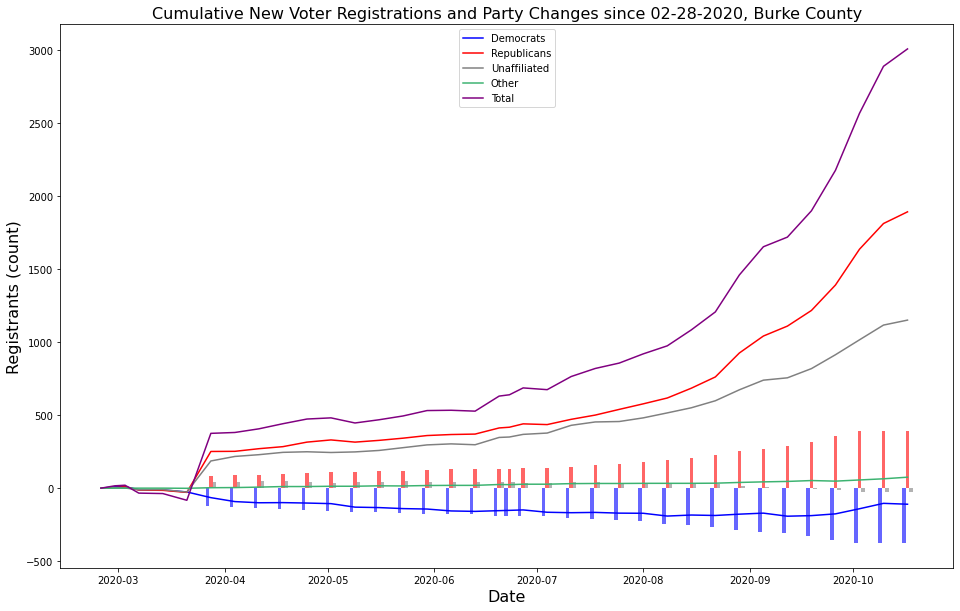 Cumulative New Voter Registrations and Party Changes since 02-28-2020, Burke County
Democrats
Republicans
Unaffiliated
Other
Total
Registrants (count)
3000
2500
2000
1500
1000
500
0
−500
2020-03
2020-04
2020-05
2020-06
2020-07
2020-08
2020-09
2020-10
Date